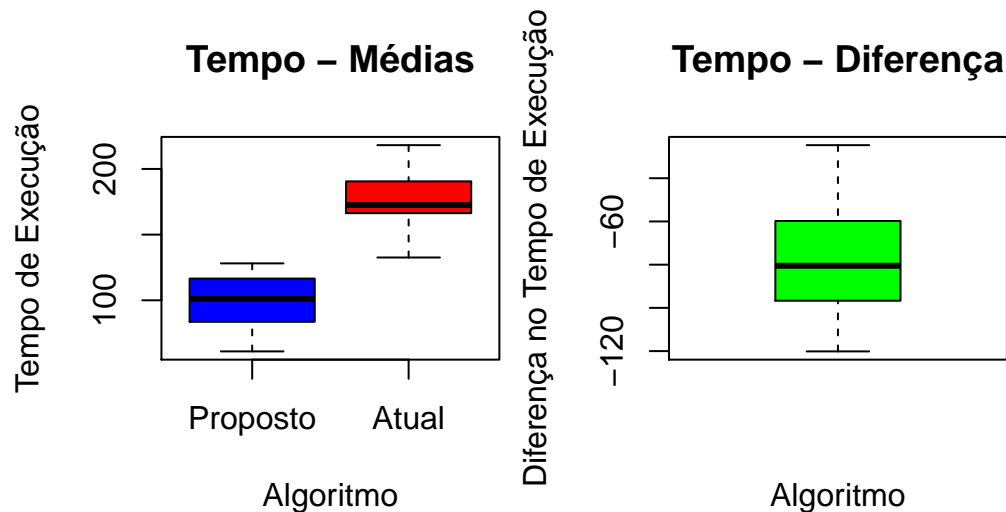 Tempo – Médias
Tempo de Execução
200
100
Proposto Atual
Algoritmo
Tempo – Diferença
Diferença no Tempo de Execução
−60
−120
Algoritmo